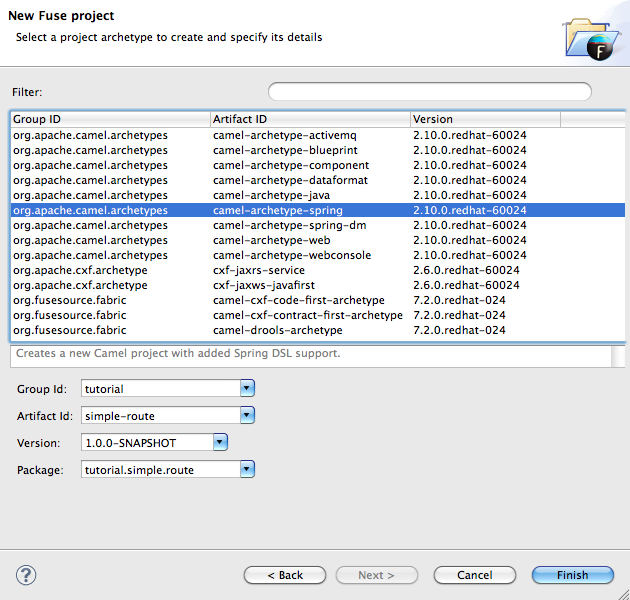 New Fuse project
Select a project archetype to create and specify its details
F
Filter:
Group ID Artifact ID Version
org.apache.camel.archetypes camel-archetype-activemq 2.10.0.redhat-60024
org.apache.camel.archetypes camel-archetype-blueprint 2.10.0.redhat-60024
org.apache.camel.archetypes camel-archetype-component 2.10.0.redhat-60024
org.apache.camel.archetypes camel-archetype-dataformat 2.10.0.redhat-60024
org.apache.camel.archetypes camel-archetype-java 2.10.0.redhat-60024
org.apache.camel.archetypes camel-archetype-spring 2.10.0.redhat-60024
org.apache.camel.archetypes camel-archetype-spring-dm 2.10.0.redhat-60024
org.apache.camel.archetypes camel-archetype-web 2.10.0.redhat-60024
org.apache.camel.archetypes camel-archetype-webconsole 2.10.0.redhat-60024
org.apache.cxf.archetype cxf-jaxrs-service 2.6.0.redhat-60024
org.apache.cxf.archetype cxf-jaxws-javafirst 2.6.0.redhat-60024
org.fusesource.fabric camel-cxf-code-first-archetype 7.2.0.redhat-024
org.fusesource.fabric camel-cxf-contract-first-archetype 7.2.0.redhat-024
org.fusesource.fabric camel-drools-archetype 7.2.0.redhat-024
Creates a new Camel project with added Spring DSL support.
Group Id: tutorial
Artifact Id: simple-route
Version: 1.0.0-SNAPSHOT
Package: tutorial.simple.route
? < Back Next > Cancel Finish